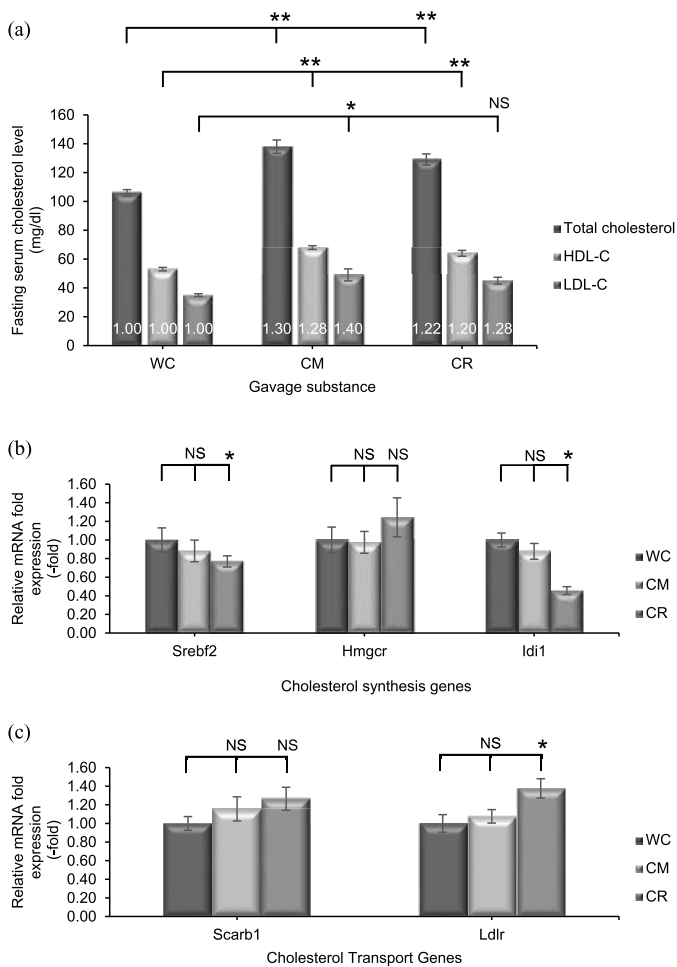 (a)
** **
** **
* NS
Fasting serum cholesterol level
(mg/dl)
160
140
120
100
80
60
40
20
0
1.00 1.00 1.00 1.30 1.28 1.40 1.22 1.20 1.28
WC CM CR
Gavage substance
Total cholesterol
HDL-C
LDL-C
(b)
NS * NS NS NS *
Relative mRNA fold
expression
(-fold)
1.60
1.40
1.20
1.00
0.80
0.60
0.40
0.20
0.00
Srebf2 Hmgcr Idi1
Cholesterol synthesis genes
WC
CM
CR
(c)
NS NS NS *
Relative mRNA fold
expression
(-fold)
1.60
1.40
1.20
1.00
0.80
0.60
0.40
0.20
0.00
Scarb1 Ldlr
Cholesterol Transport Genes
WC
CM
CR